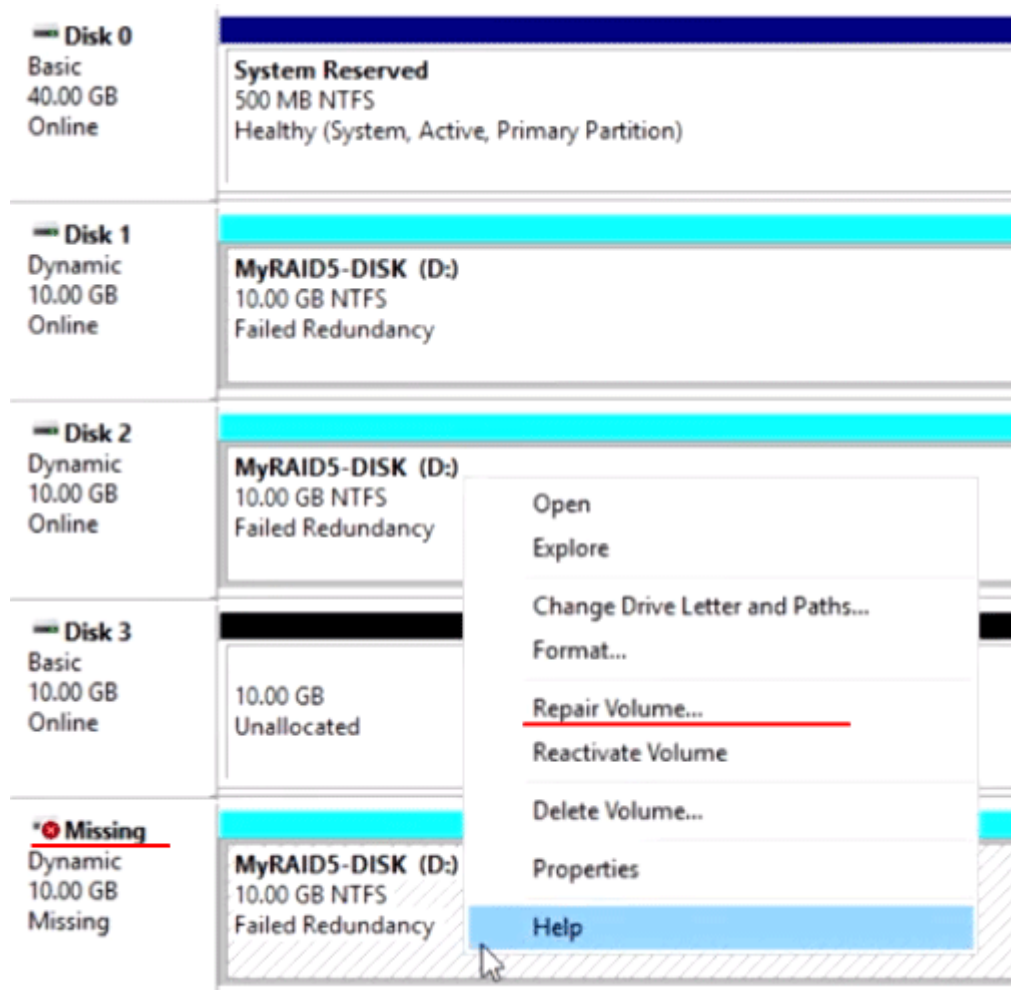 Disk 0
Basic
40.00 GB
Online
System Reserved
500 MB NTFS
Healthy (System, Active, Primary Partition)
Disk 1
Dynamic
10.00 GB
Online
MyRAID5-DISK (D:)
10.00 GB NTFS
Failed Redundancy
Disk 2
Dynamic
10.00 GB
Online
MyRAID5-DISK (D:)
10.00 GB NTFS
Failed Redundancy
Disk 3
Basic
10.00 GB
Online
10.00 GB
Unallocated
Missing
Dynamic
10.00 GB
Missing
MyRAID5-DISK (D:)
10.00 GB NTFS
Failed Redundancy
Open
Explore
Change Drive Letter and Paths...
Format...
Repair Volume...
Reactivate Volume
Delete Volume...
Properties
Help